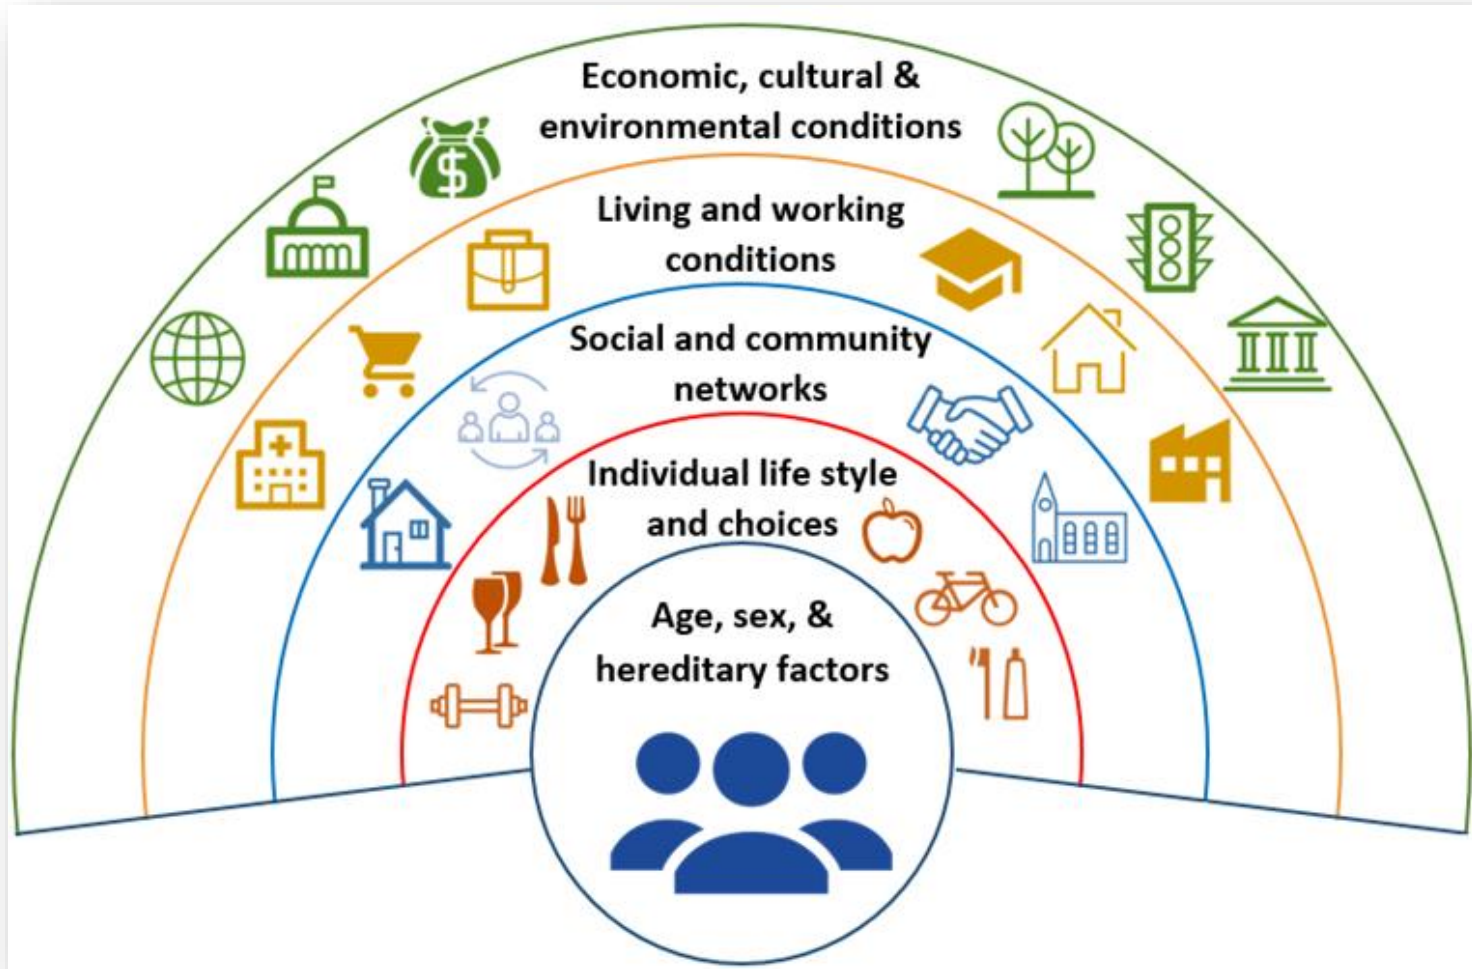 Economic, cultural &
environmental conditions
$
Living and working
conditions
Social and community
networks
Individual life style
and choices
Age, sex, &
hereditary factors